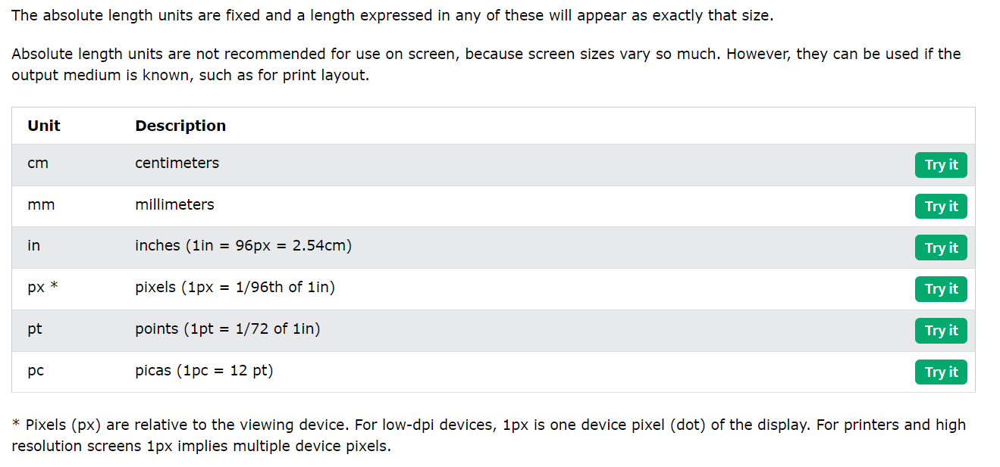 The absolute length units are fixed and a length expressed in any of these will appear as exactly that size.
Absolute length units are not recommended for use on screen, because screen sizes vary so much. However, they can be used if the
output medium is known, such as for print layout.
Unit Description
cm centimeters Try it
mm millimeters Try it
in inches (1in = 96px = 2.54cm) Try it
px * pixels (1px = 1/96th of 1in) Try it
pt points (1pt = 1/72 of 1in) Try it
pc picas (1pc = 12 pt) Try it
* Pixels (px) are relative to the viewing device. For low-dpi devices, 1px is one device pixel (dot) of the display. For printers and high
resolution screens 1px implies multiple device pixels.